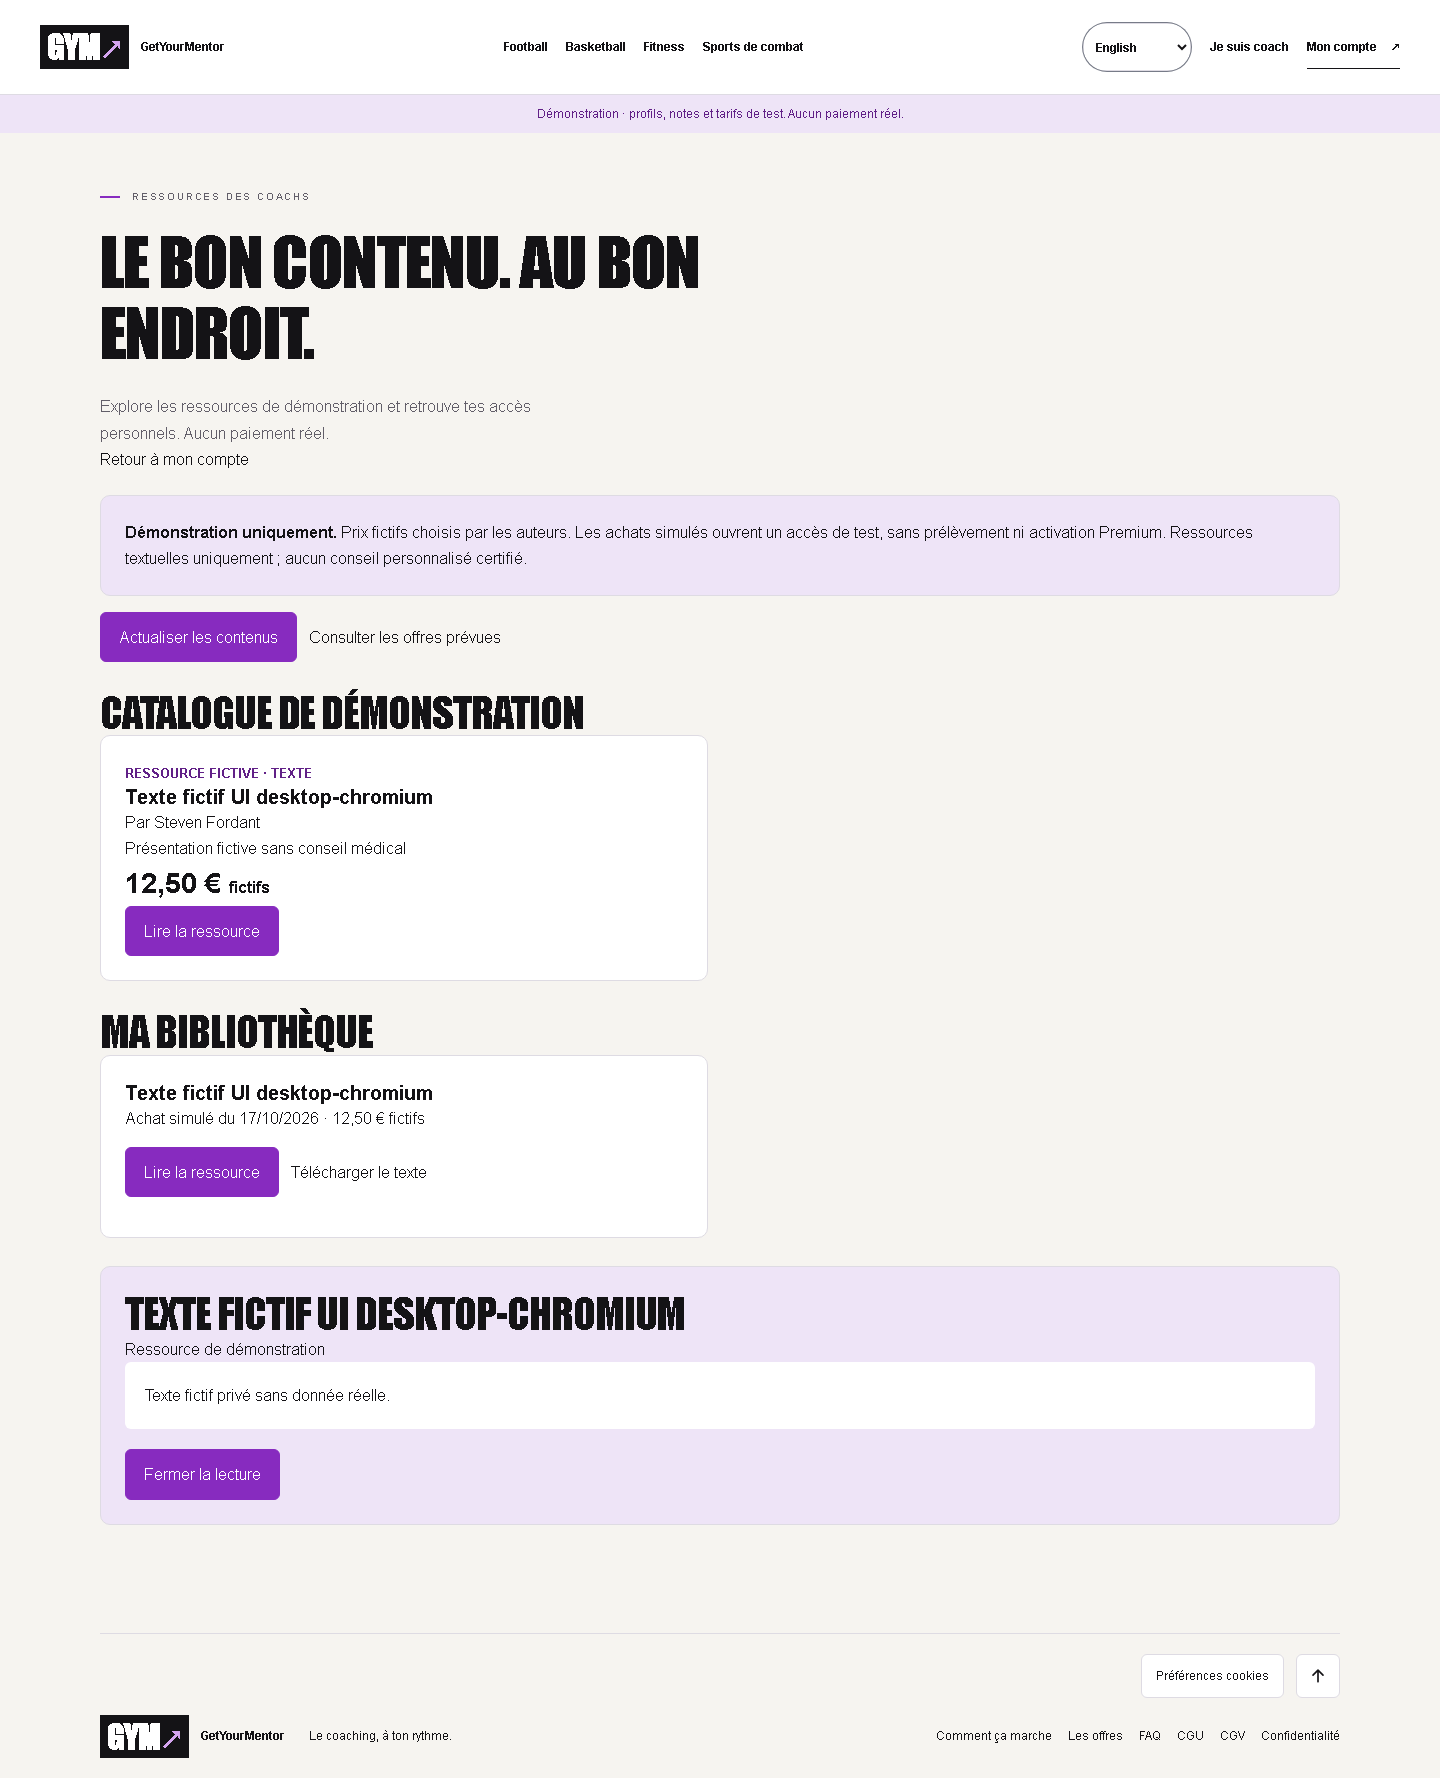 GYM↗ GetYourMentor
Football Basketball Fitness Sports de combat
English Je suis coach Mon compte ↗
Démonstration · profils, notes et tarifs de test. Aucun paiement réel.
RESSOURCES DES COACHS
LE BON CONTENU. AU BON
ENDROIT.
Explore les ressources de démonstration et retrouve tes accès
personnels. Aucun paiement réel.
Retour à mon compte
Démonstration uniquement. Prix fictifs choisis par les auteurs. Les achats simulés ouvrent un accès de test, sans prélèvement ni activation Premium. Ressources
textuelles uniquement ; aucun conseil personnalisé certifié.
Actualiser les contenus Consulter les offres prévues
CATALOGUE DE DÉMONSTRATION
RESSOURCE FICTIVE · TEXTE
Texte fictif UI desktop-chromium
Par Steven Fordant
Présentation fictive sans conseil médical
12,50 € fictifs
Lire la ressource
MA BIBLIOTHÈQUE
Texte fictif UI desktop-chromium
Achat simulé du 17/10/2026 · 12,50 € fictifs
Lire la ressource Télécharger le texte
TEXTE FICTIF UI DESKTOP-CHROMIUM
Ressource de démonstration
Texte fictif privé sans donnée réelle.
Fermer la lecture
Préférences cookies ↑
GYM↗ GetYourMentor Le coaching, à ton rythme.
Comment ça marche Les offres FAQ CGU CGV Confidentialité